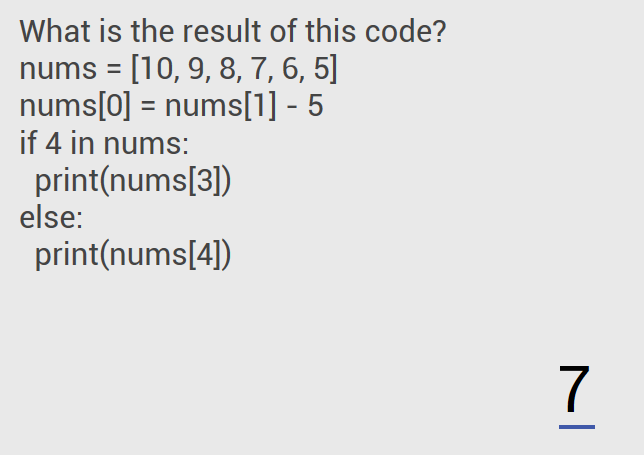 What is the result of this code?
nums = [10, 9, 8, 7, 6, 5]
nums[0] = nums[1] - 5
if 4 in nums:
  print(nums[3])
else:
  print(nums[4])
7